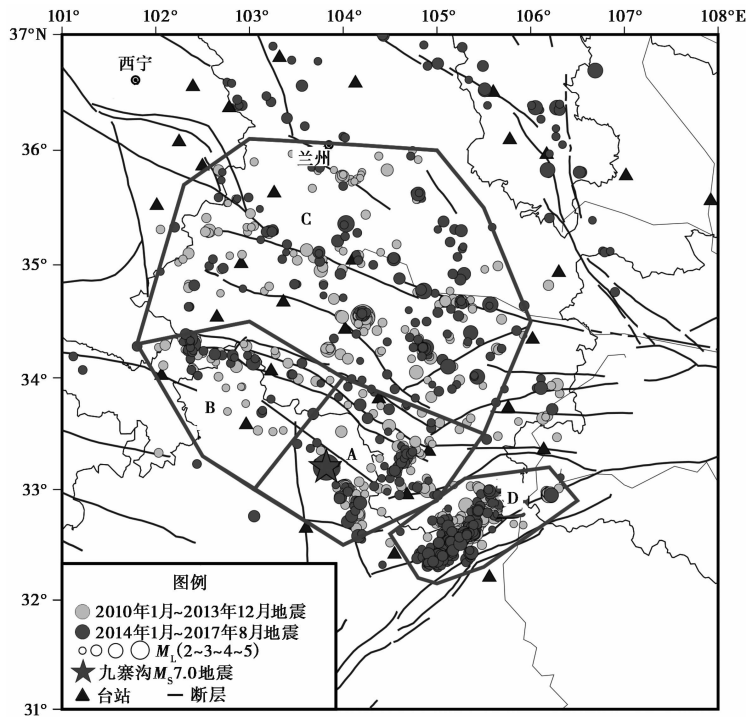 101° 102° 103° 104° 105° 106° 107° 108°E
37°N
西宁
36°
兰州
C
35°
34°
B
A
33°
D
32°
图例
2010年1月~2013年12月地震
2014年1月~2017年8月地震
ML(2~3~4~5)
九寨沟MS7.0地震
台站 断层
31°